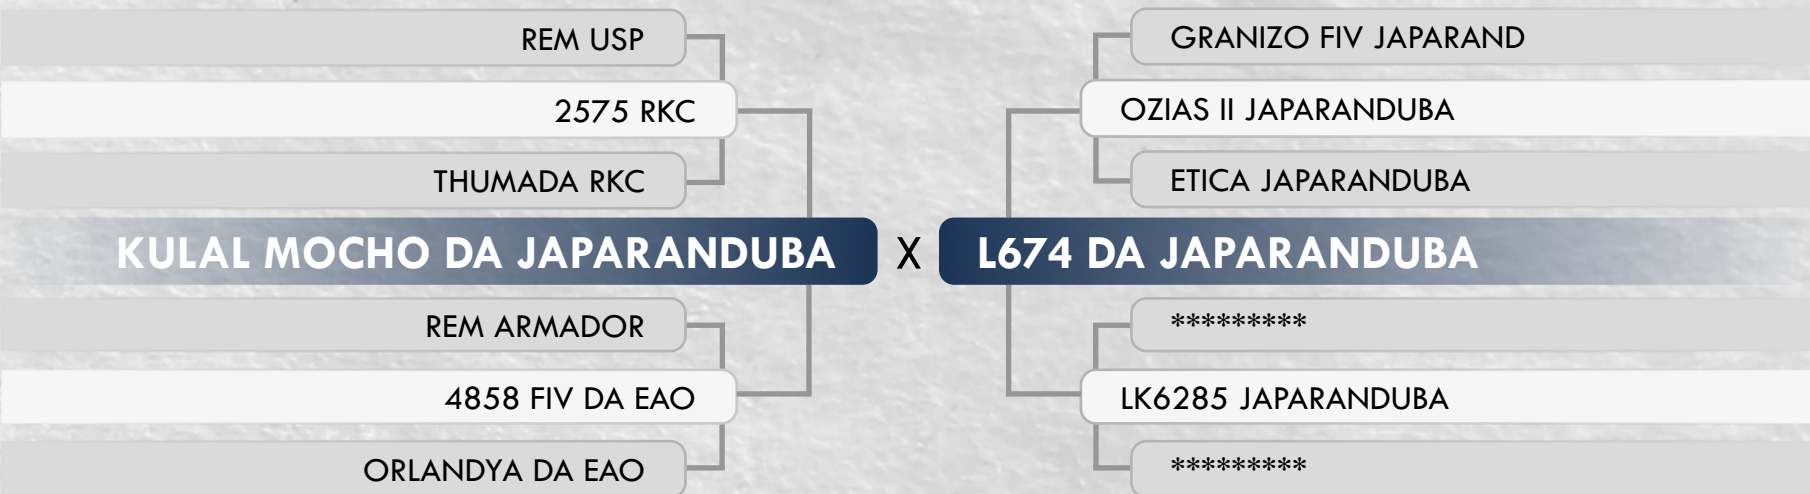 REM USP
2575 RKC
THUMADA RKC
KULAL MOCHO DA JAPARANDUBA
REM ARMADOR
4858 FIV DA EAO
ORLANDYA DA EAO
X
GRANIZO FIV JAPARAND
OZIAS II JAPARANDUBA
ETICA JAPARANDUBA
L674 DA JAPARANDUBA
*********
LK6285 JAPARANDUBA
*********